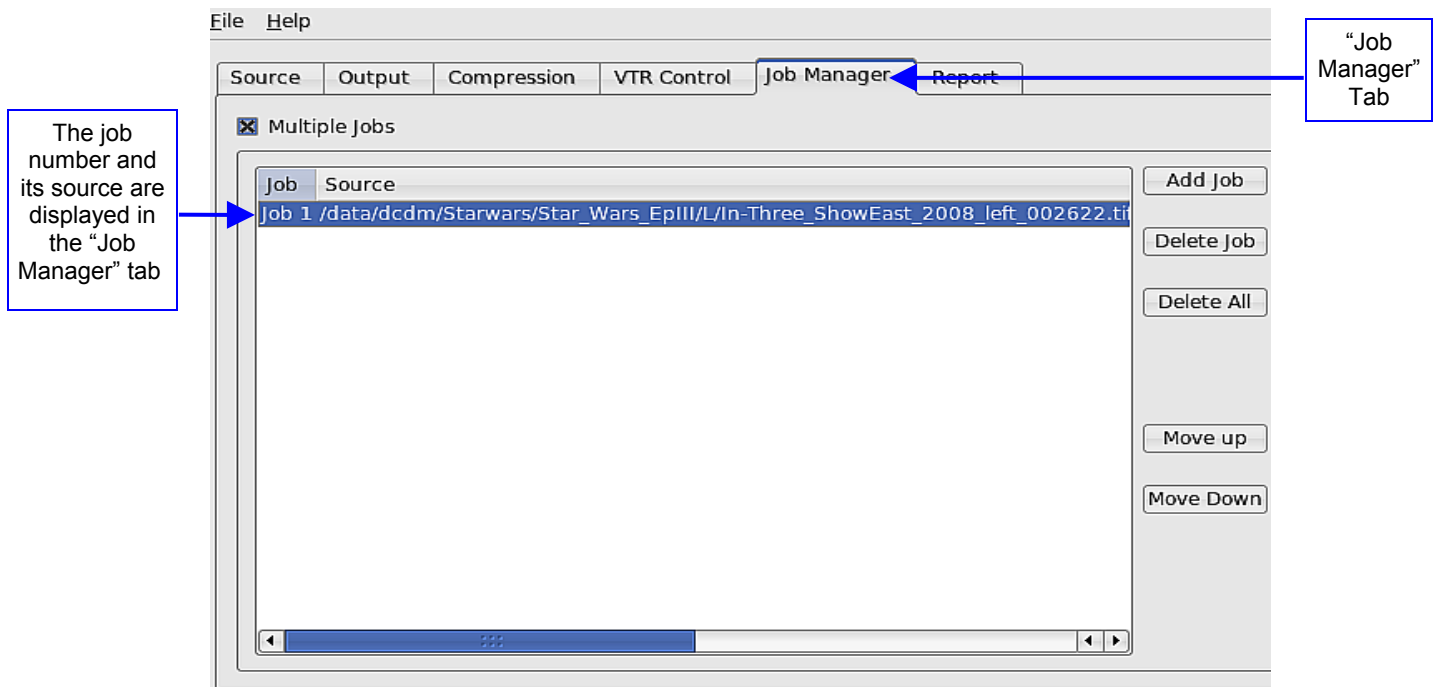 File Help
"Job
Manager"
Tab
Source Output Compression VTR Control Job Manager Report
The job
number and
its source are
displayed in
the “Job
Manager” tab
Multiple Jobs
Job Source
Job 1 /data/dcdm/Starwars/Star_Wars_EpIII/L/In-Three_ShowEast_2008_left_002622.tif
Add Job
Delete Job
Delete All
Move up
Move Down